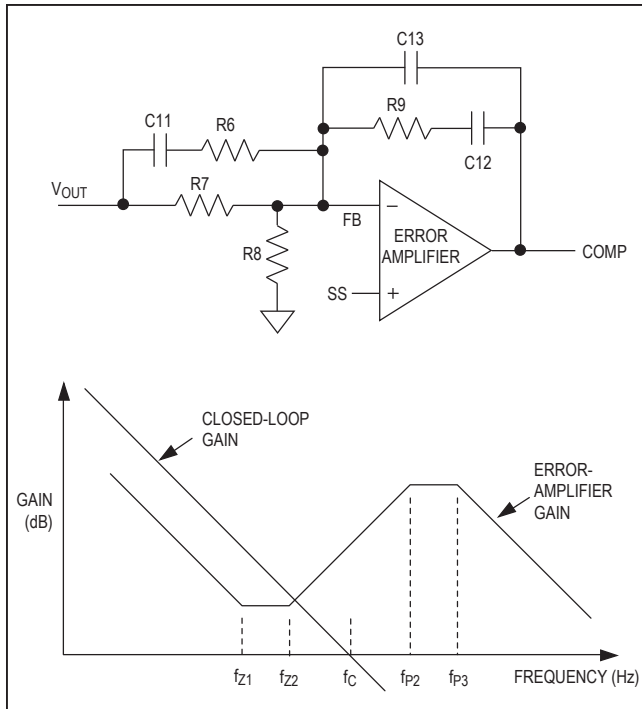 C13
C11
R6
R9
C12
VOUT
R7
R8
FB
−
ERROR
AMPLIFIER
COMP
SS
+
CLOSED-LOOP
GAIN
ERROR-
AMPLIFIER
GAIN
GAIN
(dB)
fZ1 fZ2 fC fP2 fP3 FREQUENCY (Hz)